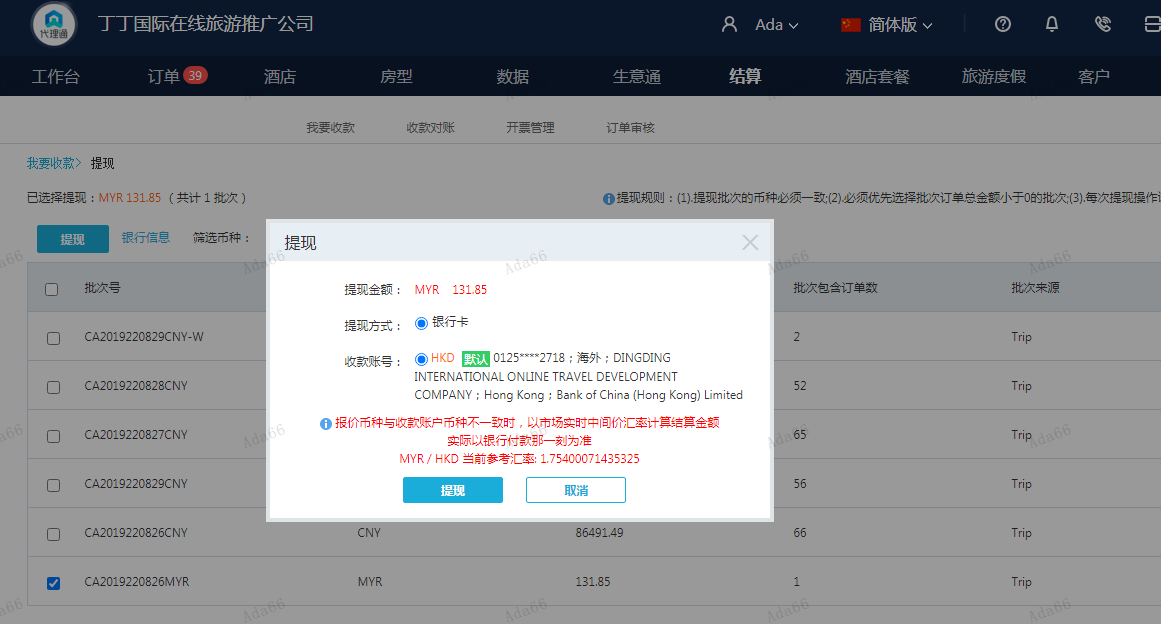 代理通
丁丁国际在线旅游推广公司
Ada
简体版
工作台
订单 39
酒店
房型
数据
生意通
结算
酒店套餐
旅游度假
客户
我要收款
收款对账
开票管理
订单审核
我要收款> 提现
已选择提现：MYR 131.85 （共计 1 批次 ）
提现规则：(1).提现批次的币种必须一致;(2).必须优先选择批次订单总金额小于0的批次;(3).每次提现操作
提现
银行信息
筛选币种：
提现
提现金额： MYR 131.85
提现方式： 银行卡
收款账号： HKD 默认 0125****2718；海外；DINGDING
INTERNATIONAL ONLINE TRAVEL DEVELOPMENT
COMPANY；Hong Kong；Bank of China (Hong Kong) Limited
报价币种与收款账户币种不一致时，以市场实时中间价汇率计算结算金额
实际以银行付款那一刻为准
MYR / HKD 当前参考汇率: 1.75400071435325
提现
取消
批次号
批次包含订单数
批次来源
CA2019220829CNY-W
2
Trip
CA2019220828CNY
52
Trip
CA2019220827CNY
65
Trip
CA2019220829CNY
56
Trip
CA2019220826CNY
CNY
86491.49
66
Trip
CA2019220826MYR
MYR
131.85
1
Trip
Ada66